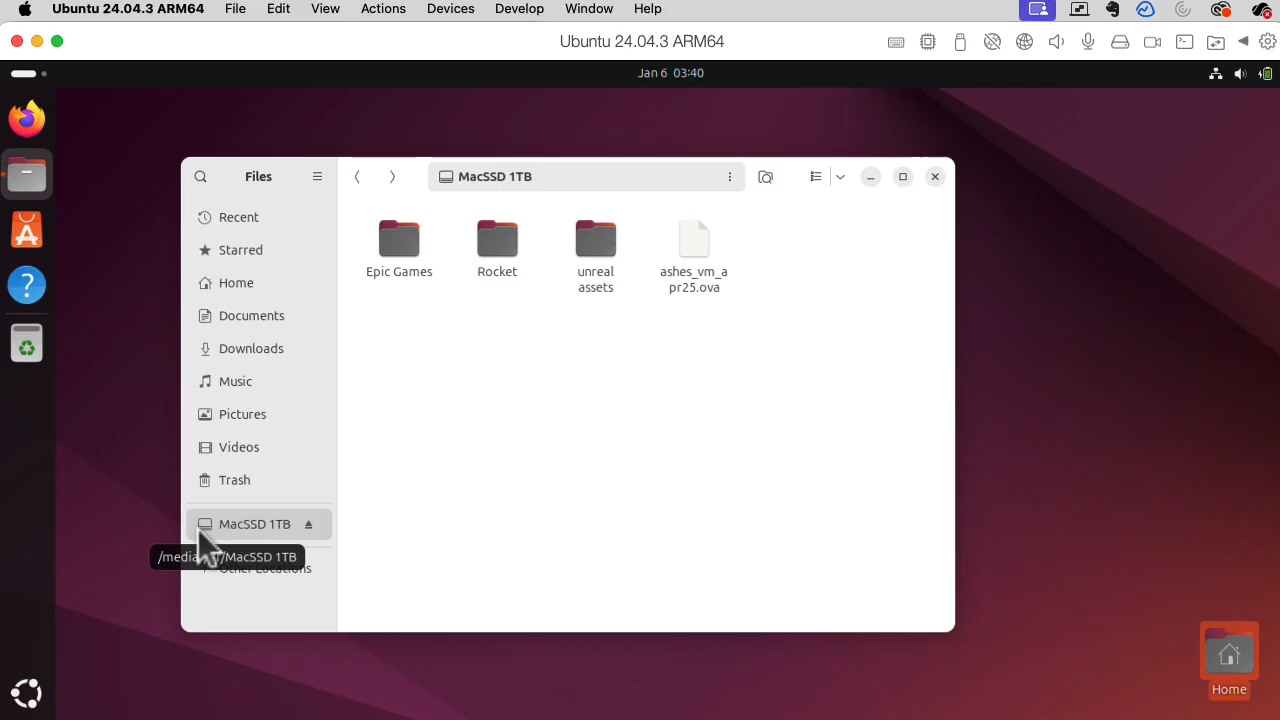 Ubuntu 24.04.3 ARM64 File Edit View Actions Devices Develop Window Help
Ubuntu 24.04.3 ARM64
Jan 6 03:40
Files
MacSSD 1TB
Recent
Starred
Home
Documents
Downloads
Music
Pictures
Videos
Trash
MacSSD 1TB
/MacSSD 1TB
Other Locations
Epic Games
Rocket
unreal
assets
ashes_vm_a
pr25.ova
Home